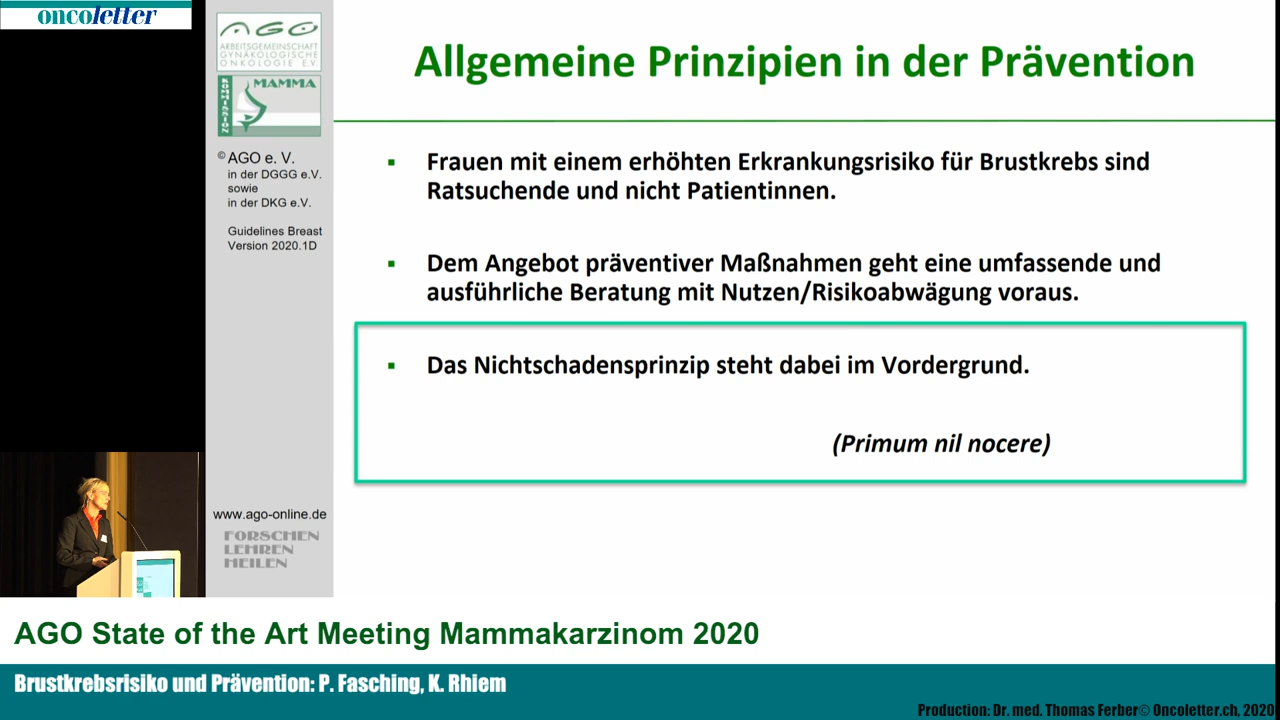 oncoletter
AGO
ARBEITSGEMEINSCHAFT
GYNÄKOLOGISCHE
ONKOLOGIE E.V.
KOMMISSION
MAMMA
© AGO e. V.
in der DGGG e.V.
sowie
in der DKG e.V.
Guidelines Breast
Version 2020.1D
www.ago-online.de
FORSCHEN
LEHREN
HEILEN
Allgemeine Prinzipien in der Prävention
▪ Frauen mit einem erhöhten Erkrankungsrisiko für Brustkrebs sind
Ratsuchende und nicht Patientinnen.
▪ Dem Angebot präventiver Maßnahmen geht eine umfassende und
ausführliche Beratung mit Nutzen/Risikoabwägung voraus.
▪ Das Nichtschadensprinzip steht dabei im Vordergrund.
(Primum nil nocere)
AGO State of the Art Meeting Mammakarzinom 2020
Brustkrebsrisiko und Prävention: P. Fasching, K. Rhiem
Production: Dr. med. Thomas Ferber© Oncoletter.ch, 2020